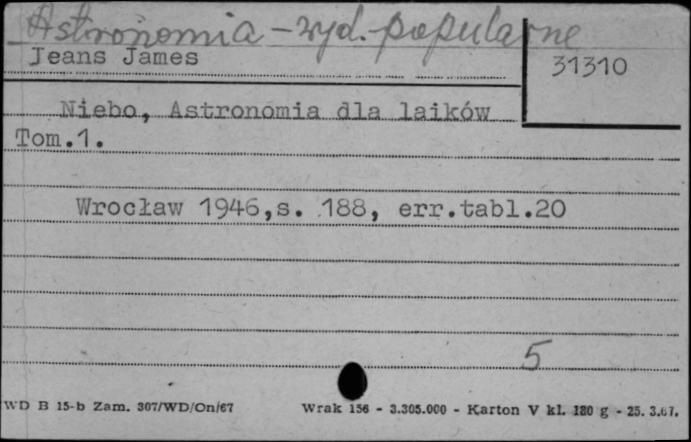 Astronomia - wyd. popularne
Jeans James
31310
Niebo, Astronomia dla laików
Tom.1.
Wrocław 1946,s. 188, err.tabl.20
5
WD B 15-b Zam. 307/WD/On/67 Wrak 156 - 3.305.000 - Karton V kl. 180 g - 25. 3.67.